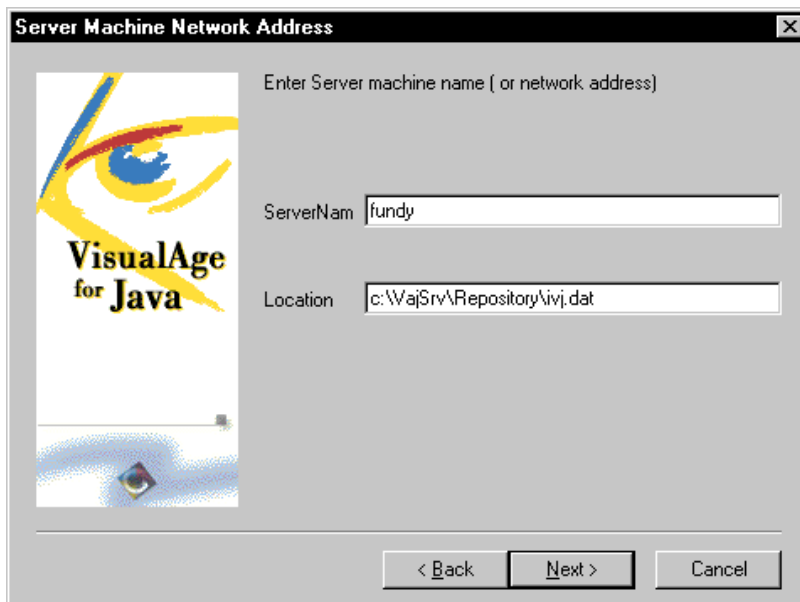 Server Machine Network Address
Enter Server machine name ( or network address)
VisualAge
for Java
ServerNam
fundy
Location
c:\VajSrv\Repository\ivj.dat
< Back
Next >
Cancel